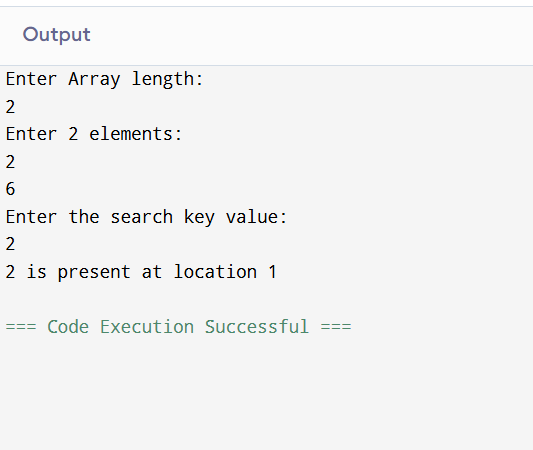 Output
Enter Array length:
2
Enter 2 elements:
2
6
Enter the search key value:
2
2 is present at location 1
=== Code Execution Successful ===